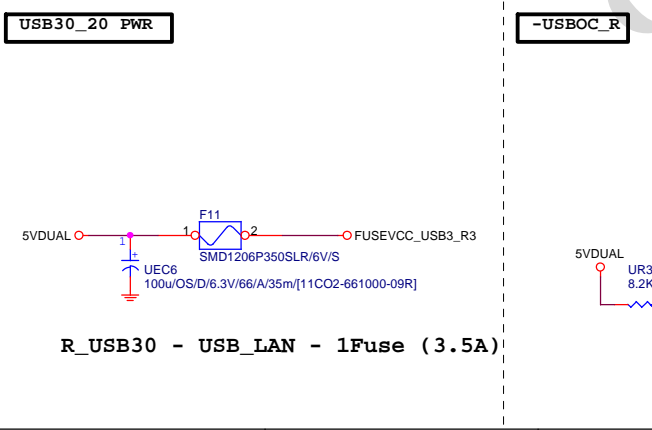 USB30_20 PWR
-USBOC_R
F11
1
2
5VDUAL
FUSEVCC_USB3_R3
1
+
SMD1206P350SLR/6V/S
UEC6
100u/OS/D/6.3V/66/A/35m/[11CO2-661000-09R]
5VDUAL
UR3
8.2K
R_USB30 - USB_LAN - 1Fuse (3.5A)